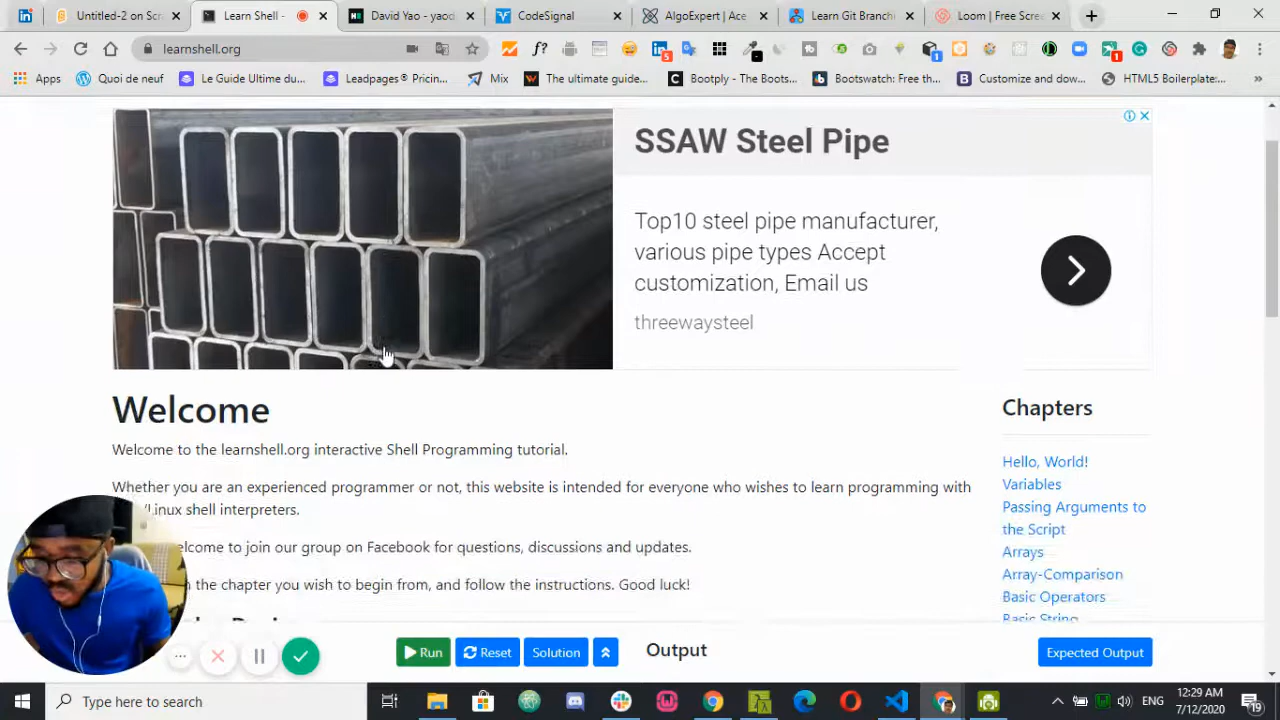 Untitled-2 on Scr
Learn Shell -
David Yao - yaoc
CodeSignal
AlgoExpert | Ace
Learn Git Branchi
Loom | Free Scre
learnshell.org
Apps
Quoi de neuf
Le Guide Ultime du...
Leadpages® Pricin...
Mix
The ultimate guide...
Bootply - The Boots...
Bootswatch: Free th...
Customize and dow...
HTML5 Boilerplate:...
SSAW Steel Pipe
Top10 steel pipe manufacturer,
various pipe types Accept
customization, Email us
threewaysteel
Welcome
Welcome to the learnshell.org interactive Shell Programming tutorial.
Whether you are an experienced programmer or not, this website is intended for everyone who wishes to learn programming with
/Linux shell interpreters.
elcome to join our group on Facebook for questions, discussions and updates.
n the chapter you wish to begin from, and follow the instructions. Good luck!
Chapters
Hello, World!
Variables
Passing Arguments to
the Script
Arrays
Array-Comparison
Basic Operators
Basic String
Run
Reset
Solution
Output
Expected Output
Type here to search
ENG
12:29 AM
7/12/2020
19